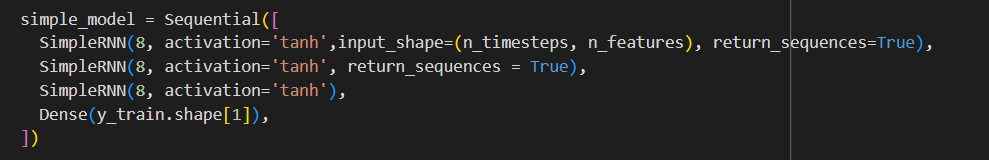 simple_model = Sequential([
  SimpleRNN(8, activation='tanh',input_shape=(n_timesteps, n_features), return_sequences=True),
  SimpleRNN(8, activation='tanh', return_sequences = True),
  SimpleRNN(8, activation='tanh'),
  Dense(y_train.shape[1]),
])